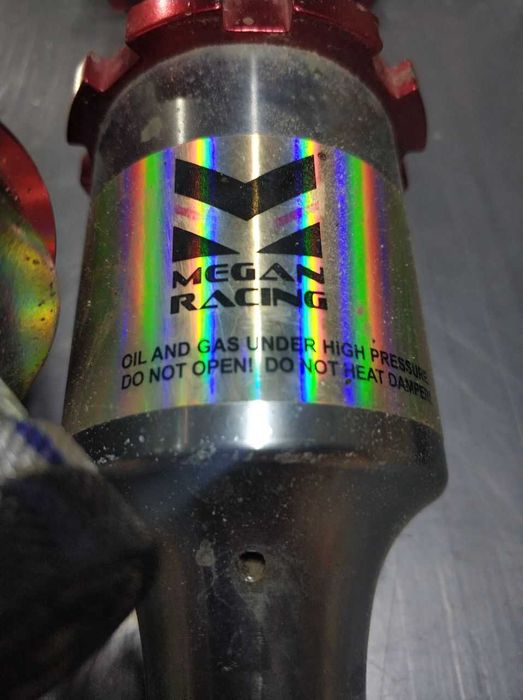 MEGAN
RACING
OIL AND GAS UNDER HIGH PRESSURE
DO NOT OPEN! DO NOT HEAT DAMPER!